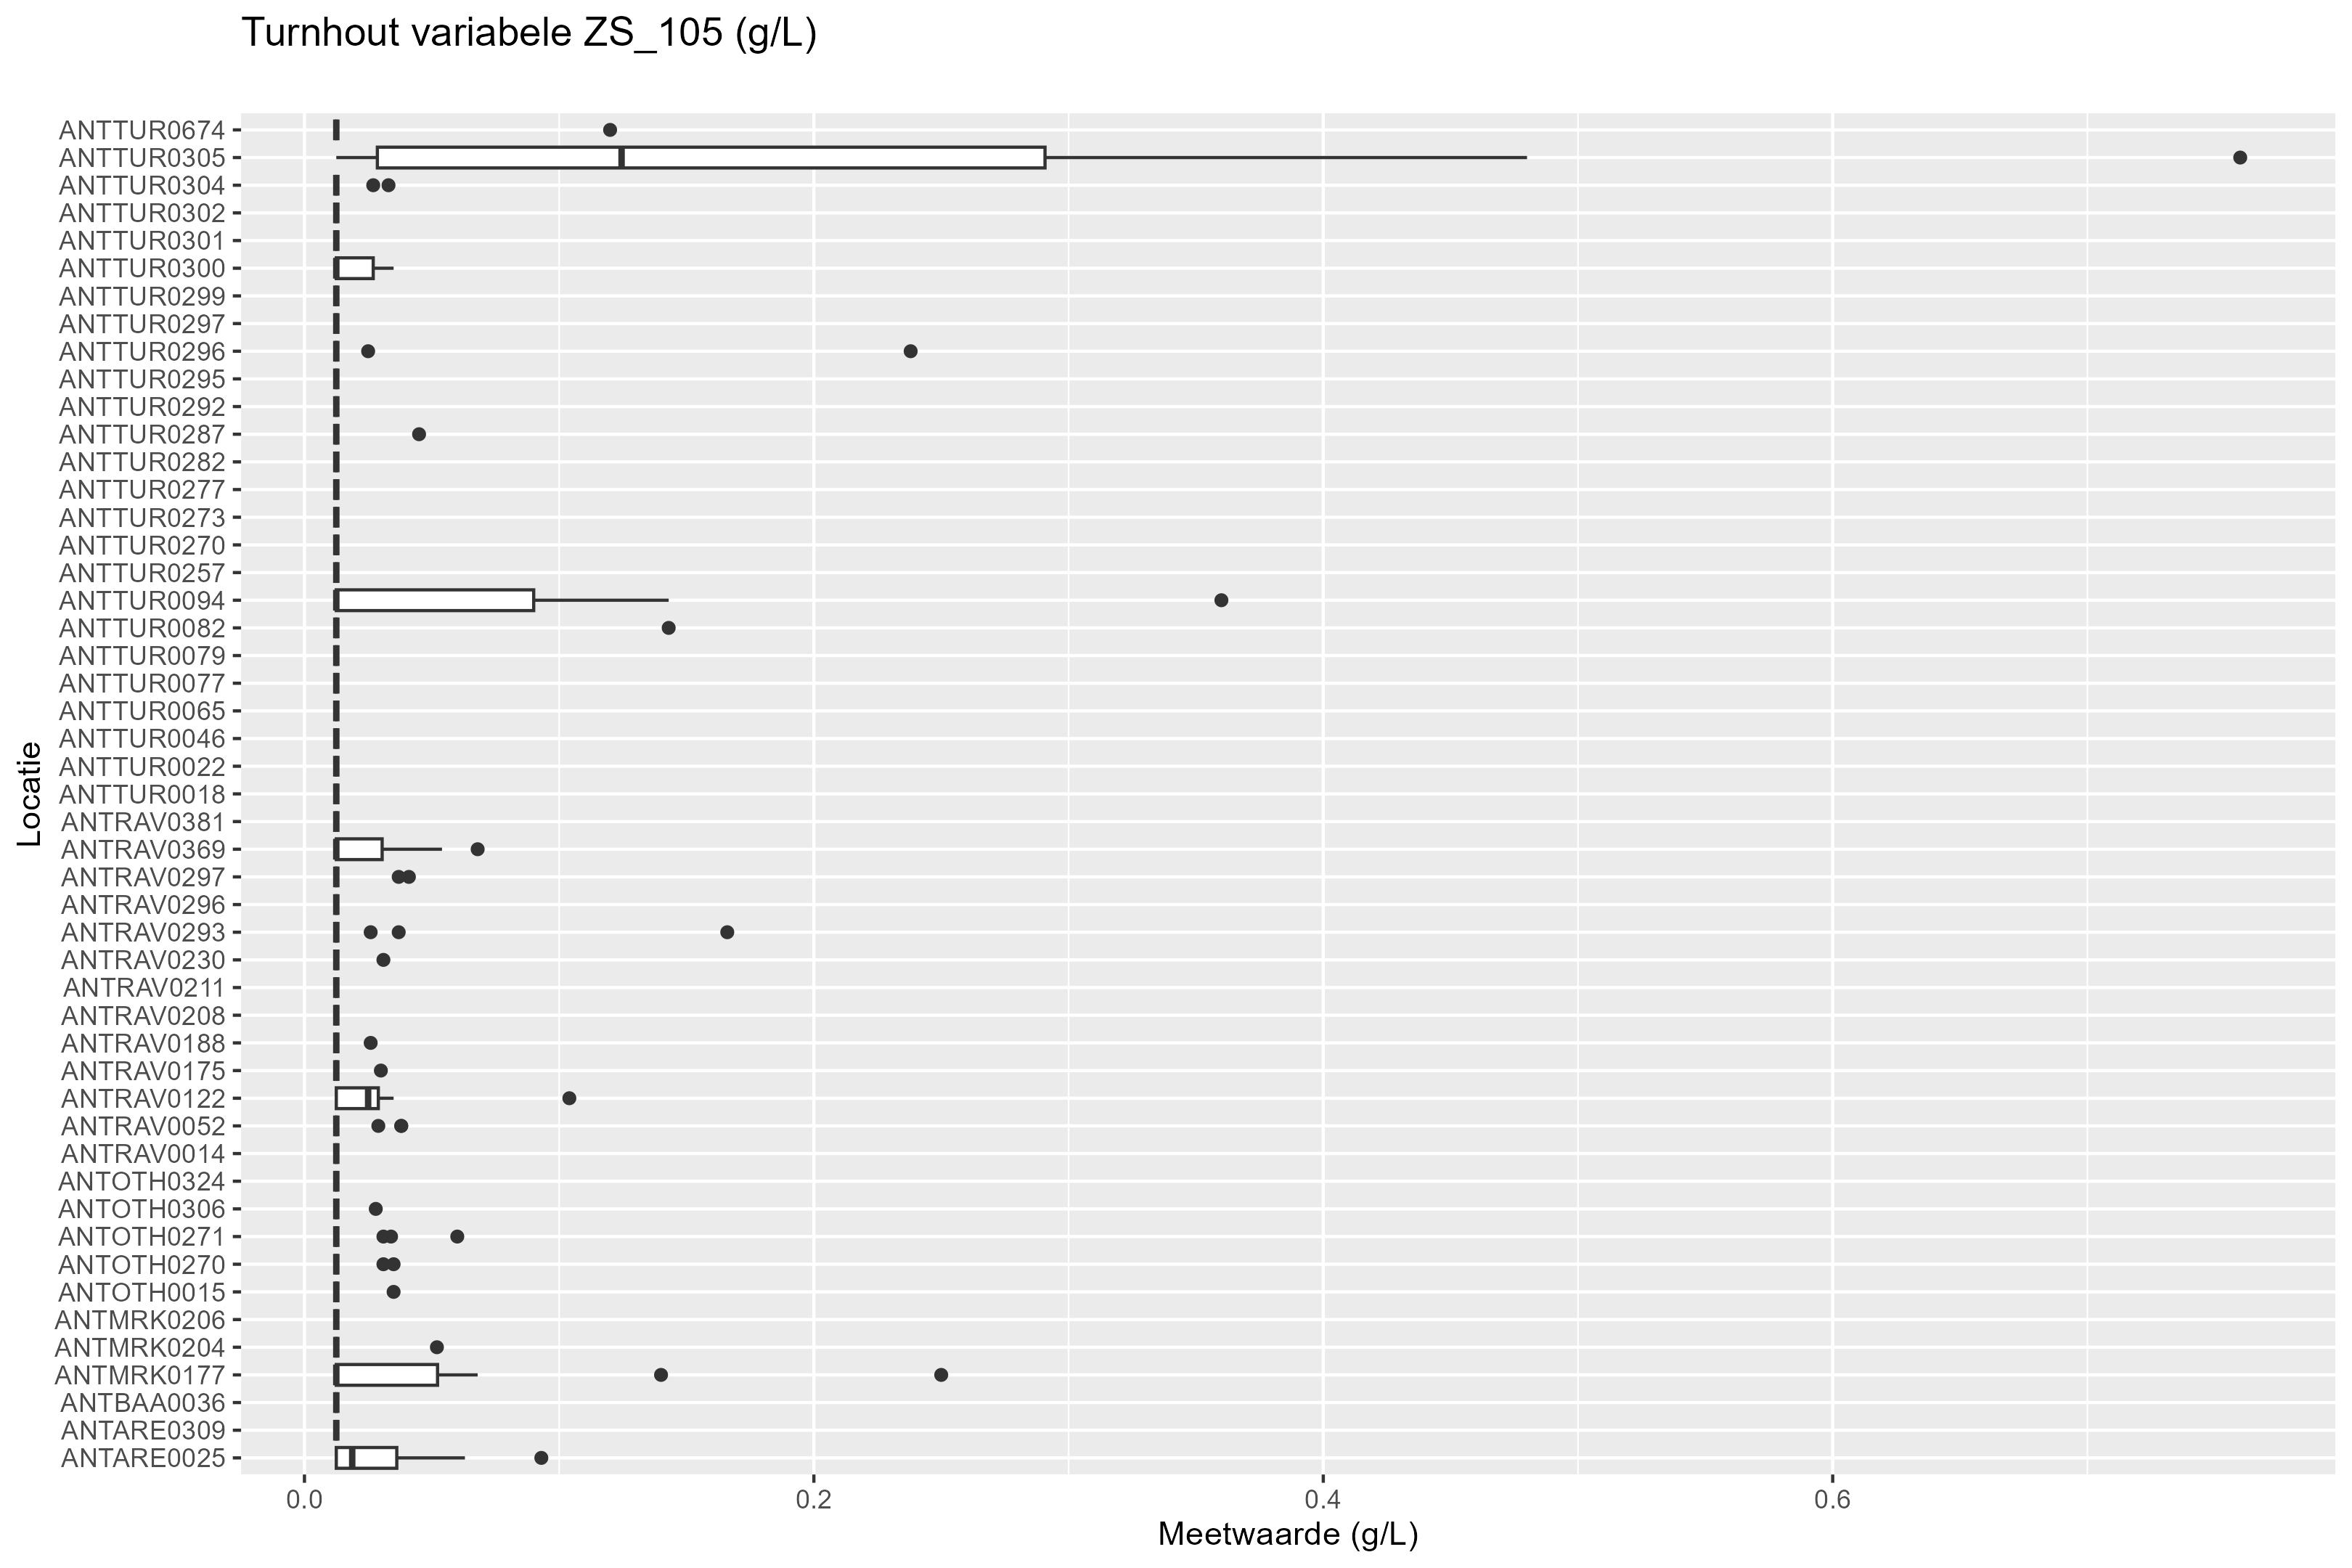 Turnhout variabele ZS_105 (g/L)
ANTTUR0674
ANTTUR0305
ANTTUR0304
ANTTUR0302
ANTTUR0301
ANTTUR0300
ANTTUR0299
ANTTUR0297
ANTTUR0296
ANTTUR0295
ANTTUR0292
ANTTUR0287
ANTTUR0282
ANTTUR0277
ANTTUR0273
ANTTUR0270
ANTTUR0257
ANTTUR0094
ANTTUR0082
ANTTUR0079
ANTTUR0077
ANTTUR0065
ANTTUR0046
ANTTUR0022
ANTTUR0018
ANTRAV0381
ANTRAV0369
ANTRAV0297
ANTRAV0296
ANTRAV0293
ANTRAV0230
ANTRAV0211
ANTRAV0208
ANTRAV0188
ANTRAV0175
ANTRAV0122
ANTRAV0052
ANTRAV0014
ANTOTH0324
ANTOTH0306
ANTOTH0271
ANTOTH0270
ANTOTH0015
ANTMRK0206
ANTMRK0204
ANTMRK0177
ANTBAA0036
ANTARE0309
ANTARE0025
Locatie
0.0 0.2 0.4 0.6
Meetwaarde (g/L)